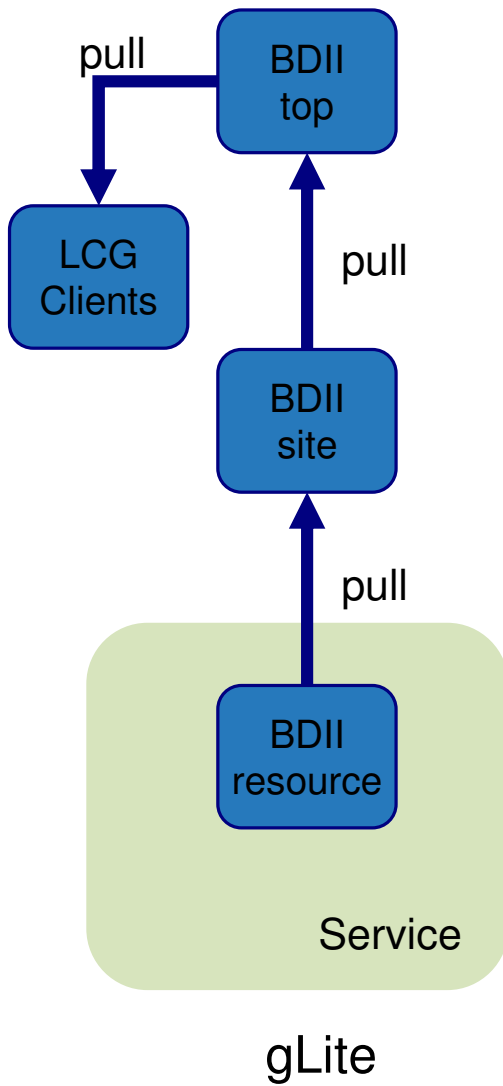 pull
BDII
top
LCG
Clients
pull
BDII
site
pull
BDII
resource
Service
gLite